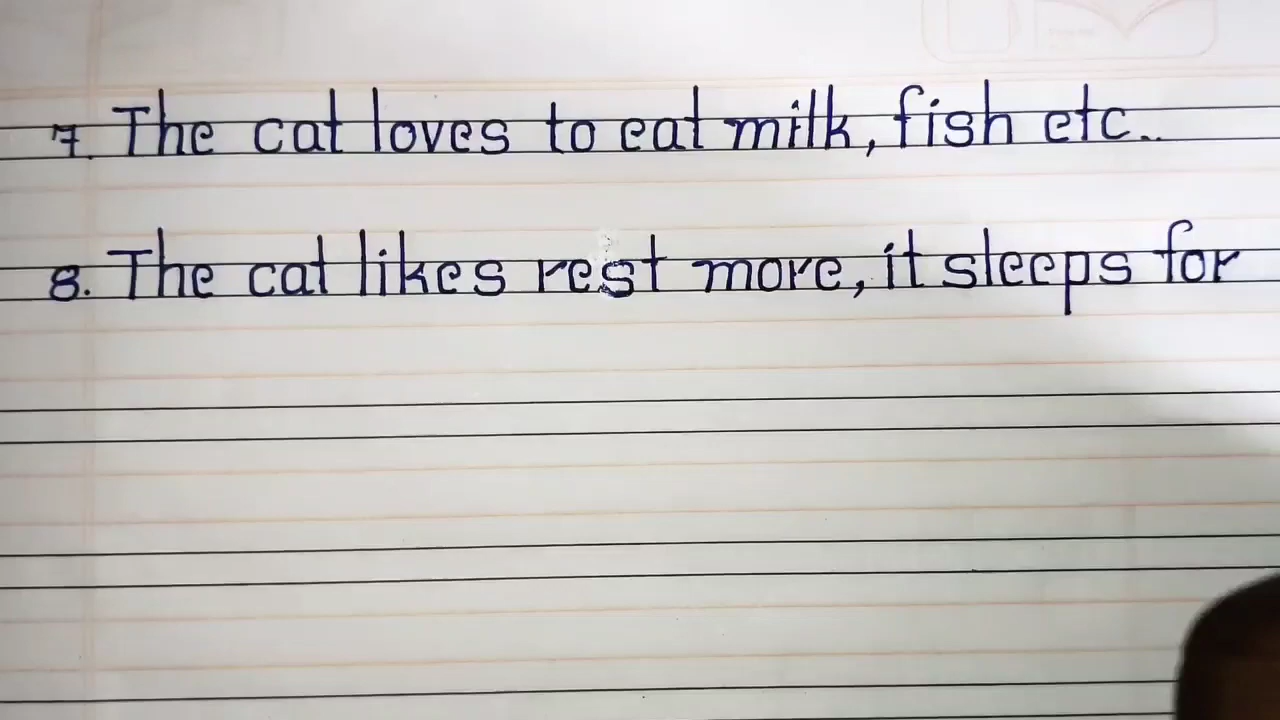 7. The cat loves to eat milk, fish etc..
8. The cat likes rest more, it sleeps for